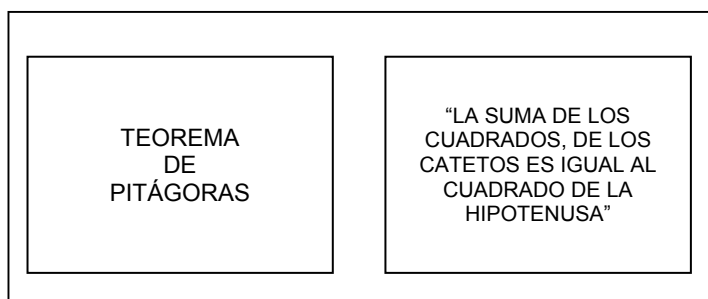 TEOREMA
DE
PITÁGORAS
“LA SUMA DE LOS
CUADRADOS, DE LOS
CATETOS ES IGUAL AL
CUADRADO DE LA
HIPOTENUSA”